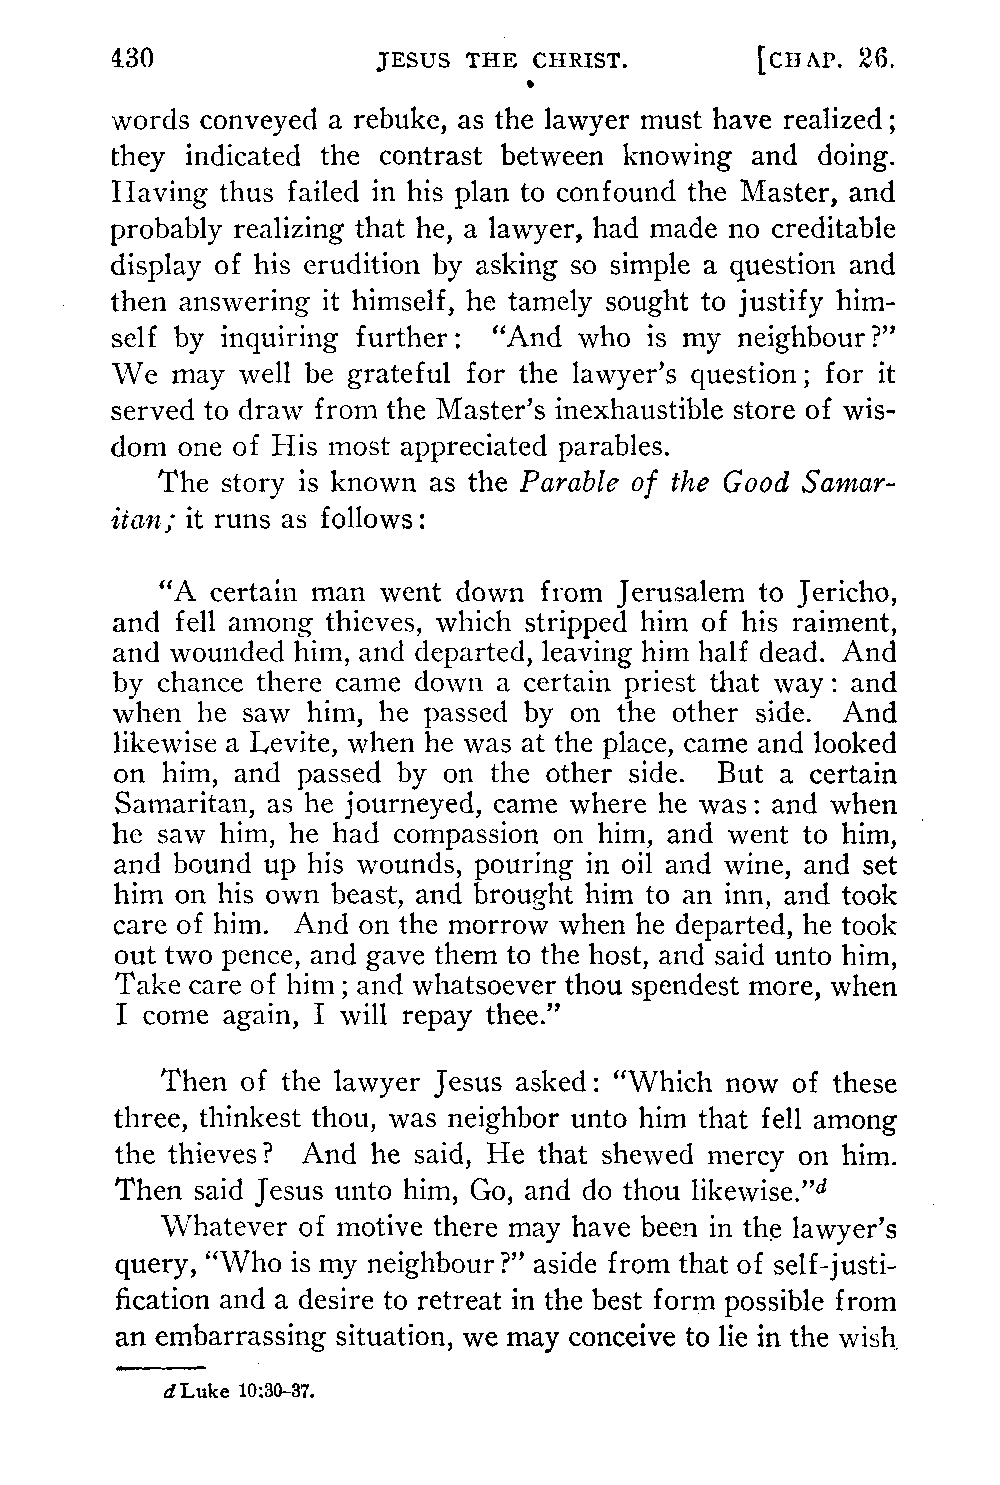 430 JESUS THE CHRIST. [CHAP. 26.
words conveyed a rebuke, as the lawyer must have realized;
they indicated the contrast between knowing and doing.
Having thus failed in his plan to confound the Master, and
probably realizing that he, a lawyer, had made no creditable
display of his erudition by asking so simple a question and
then answering it himself, he tamely sought to justify him-
self by inquiring further: "And who is my neighbour?"
We may well be grateful for the lawyer's question; for it
served to draw from the Master's inexhaustible store of wis-
dom one of His most appreciated parables.
The story is known as the Parable of the Good Samar-
itan; it runs as follows:
"A certain man went down from Jerusalem to Jericho,
and fell among thieves, which stripped him of his raiment,
and wounded him, and departed, leaving him half dead. And
by chance there came down a certain priest that way: and
when he saw him, he passed by on the other side. And
likewise a Levite, when he was at the place, came and looked
on him, and passed by on the other side. But a certain
Samaritan, as he journeyed, came where he was: and when
he saw him, he had compassion on him, and went to him,
and bound up his wounds, pouring in oil and wine, and set
him on his own beast, and brought him to an inn, and took
care of him. And on the morrow when he departed, he took
out two pence, and gave them to the host, and said unto him,
Take care of him; and whatsoever thou spendest more, when
I come again, I will repay thee."
Then of the lawyer Jesus asked: "Which now of these
three, thinkest thou, was neighbor unto him that fell among
the thieves? And he said, He that shewed mercy on him.
Then said Jesus unto him, Go, and do thou likewise."d
Whatever of motive there may have been in the lawyer's
query, "Who is my neighbour?" aside from that of self-justi-
fication and a desire to retreat in the best form possible from
an embarrassing situation, we may conceive to lie in the wish
d Luke 10:30-37.